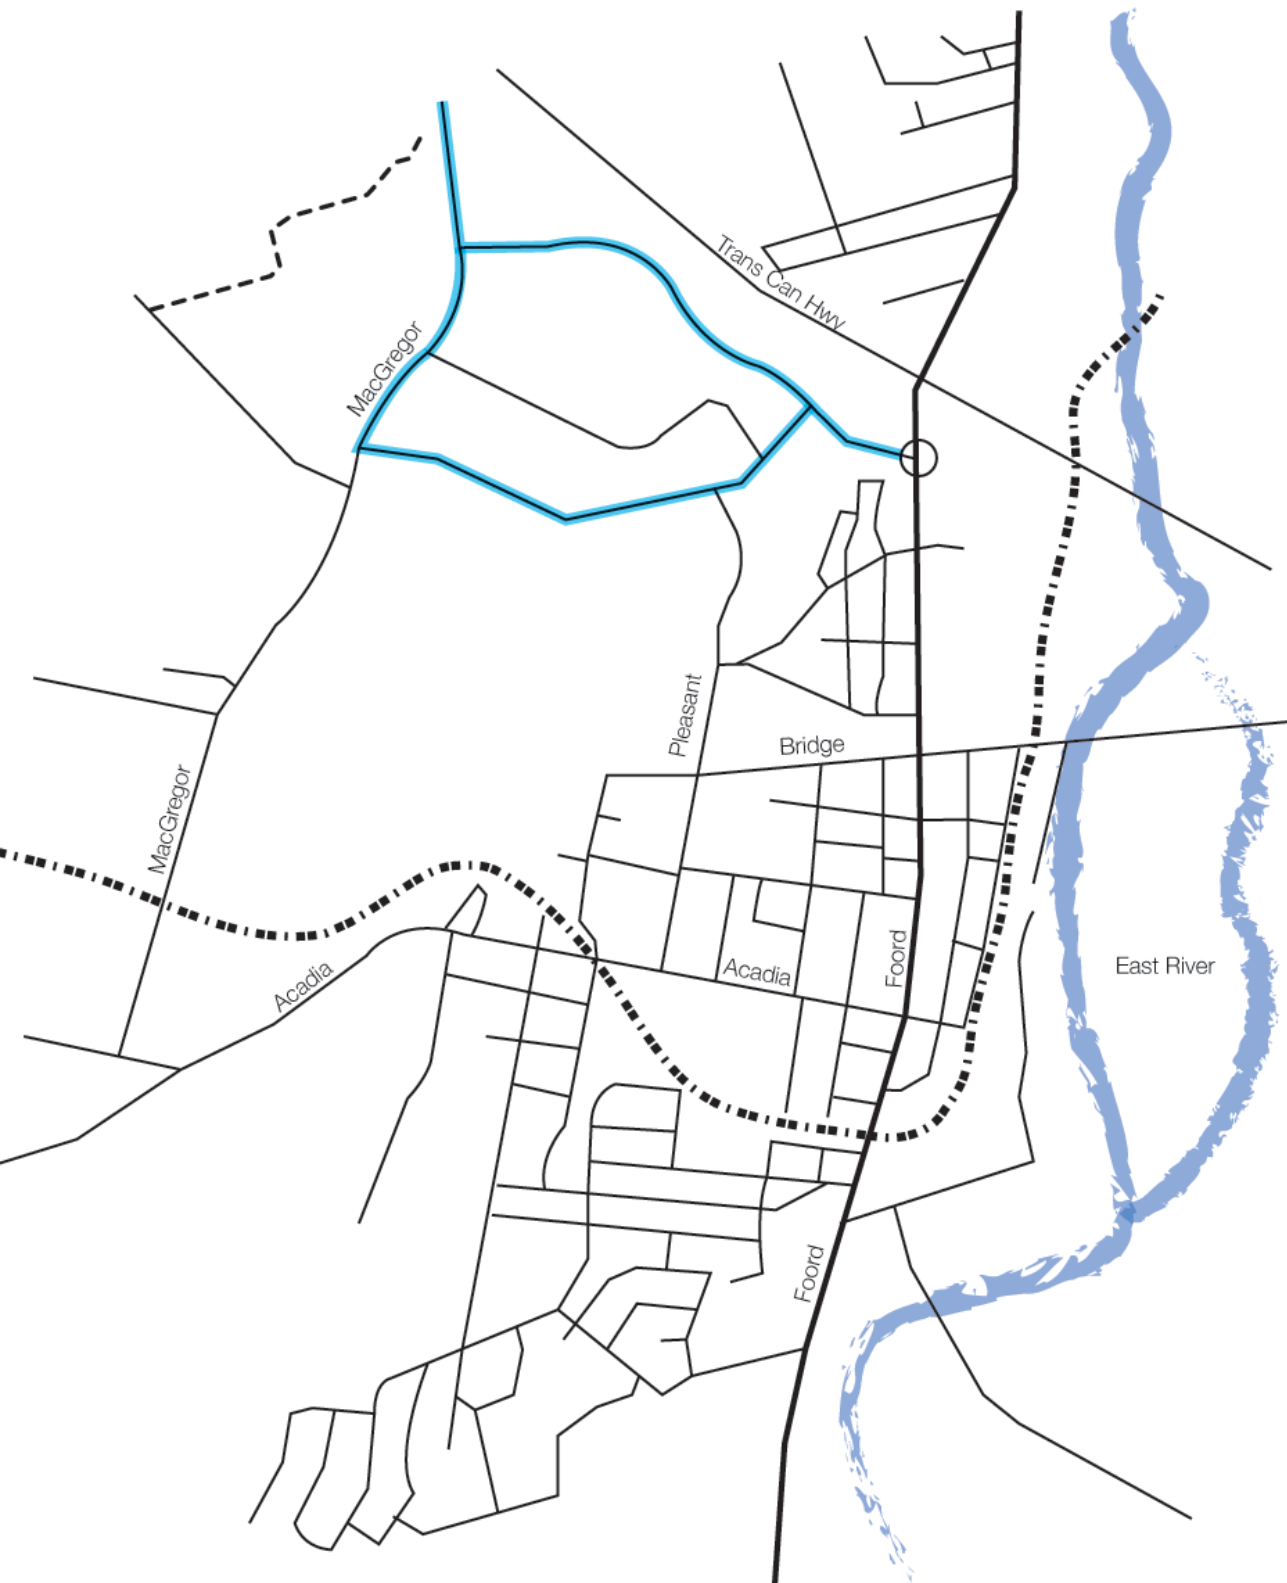 Trans Can Hwy
MacGregor
Pleasant
Bridge
MacGregor
Foord
Acadia
East River
Acadia
Foord